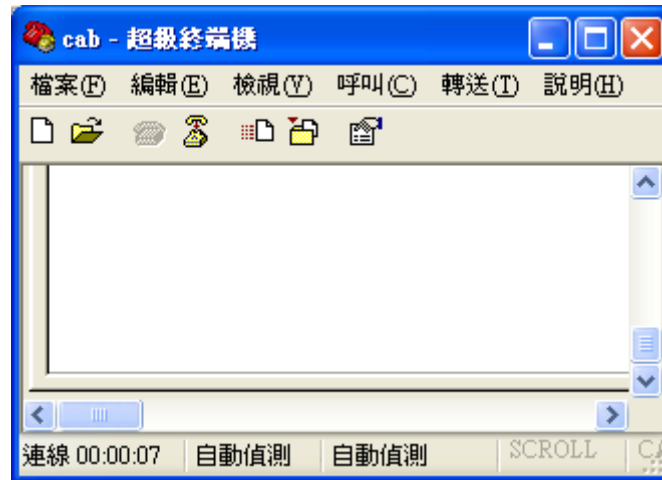 cab - 超級終端機
檔案(F) 編輯(E) 檢視(V) 呼叫(C) 轉送(T) 說明(H)
連線 00:00:07 自動偵測 自動偵測 SCROLL